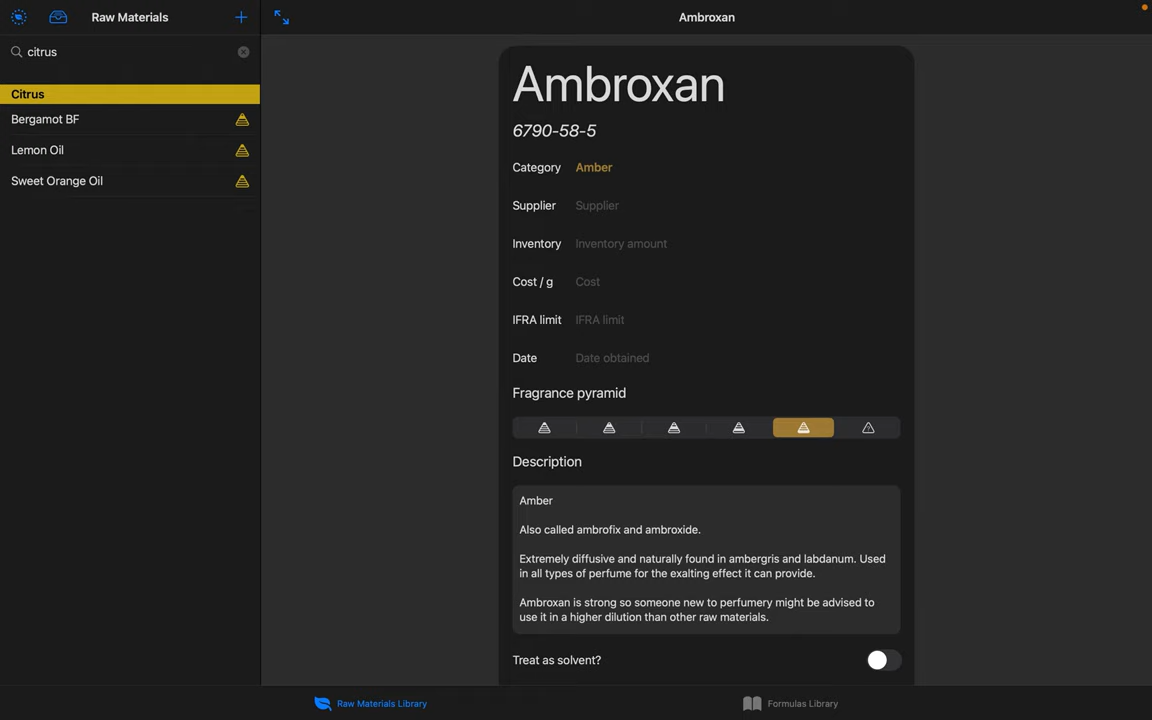 Raw Materials
citrus
Citrus
Bergamot BF
Lemon Oil
Sweet Orange Oil
Ambroxan
Ambroxan
6790-58-5
Category Amber
Supplier Supplier
Inventory Inventory amount
Cost / g Cost
IFRA limit IFRA limit
Date Date obtained
Fragrance pyramid
Description
Amber
Also called ambrofix and ambroxide.
Extremely diffusive and naturally found in ambergris and labdanum. Used
in all types of perfume for the exalting effect it can provide.
Ambroxan is strong so someone new to perfumery might be advised to
use it in a higher dilution than other raw materials.
Treat as solvent?
Raw Materials Library
Formulas Library